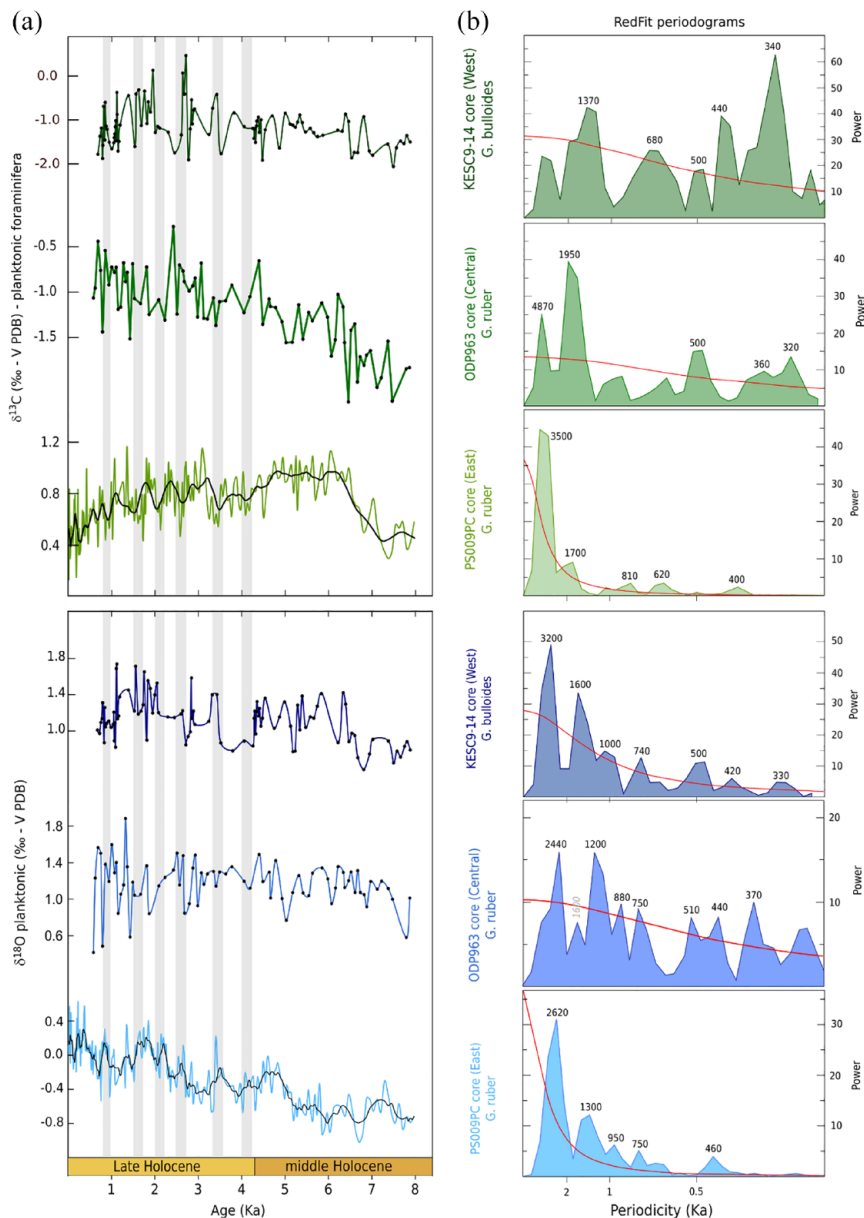 (a)
(b)
RedFit periodograms
δ¹³C (‰ - V PDB) - planktonic foraminifera
0.0
-1.0
-2.0
-0.5
-1.0
-1.5
1.2
0.8
0.4
KESC9-14 core (West)
G. bulloides
1370
680
500
440
340
60
50
40
30
20
10
Power
ODP963 core (Central)
G. ruber
4870
1950
500
360
320
40
30
20
10
Power
PS009PC core (East)
G. ruber
3500
1700
810
620
400
40
30
20
10
Power
δ¹⁸O planktonic (‰ - V PDB)
1.8
1.4
1.0
1.8
1.4
1.0
0.6
0.4
0.0
-0.4
-0.8
Late Holocene
middle Holocene
1 2 3 4 5 6 7 8
Age (Ka)
KESC9-14 core (West)
G. bulloides
3200
1600
1000
740
500
420
330
50
40
30
20
10
Power
ODP963 core (Central)
G. ruber
2440
1600
1200
880
750
510
440
370
20
10
Power
PS009PC core (East)
G. ruber
2620
1300
950
750
460
30
20
10
Power
2 1 0.5
Periodicity (Ka)